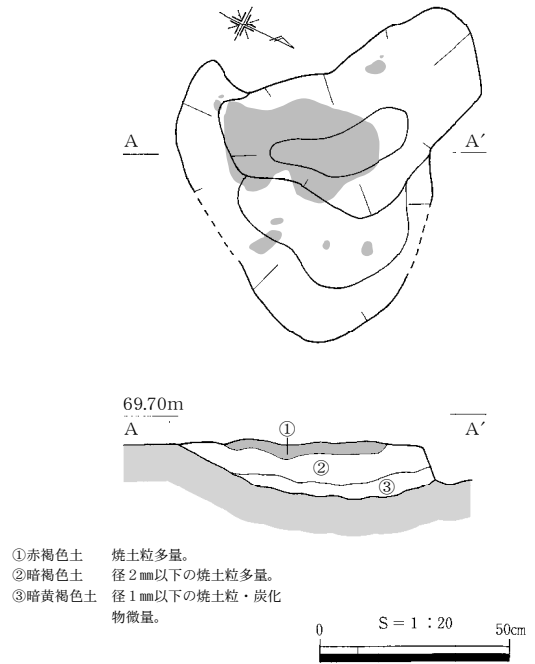 A A′
69.70m
A ① A′
②
③
①赤褐色土 焼土粒多量。
②暗褐色土 径２㎜以下の焼土粒多量。
③暗黄褐色土 径１㎜以下の焼土粒・炭化
物微量。
S＝1：20
0 50cm